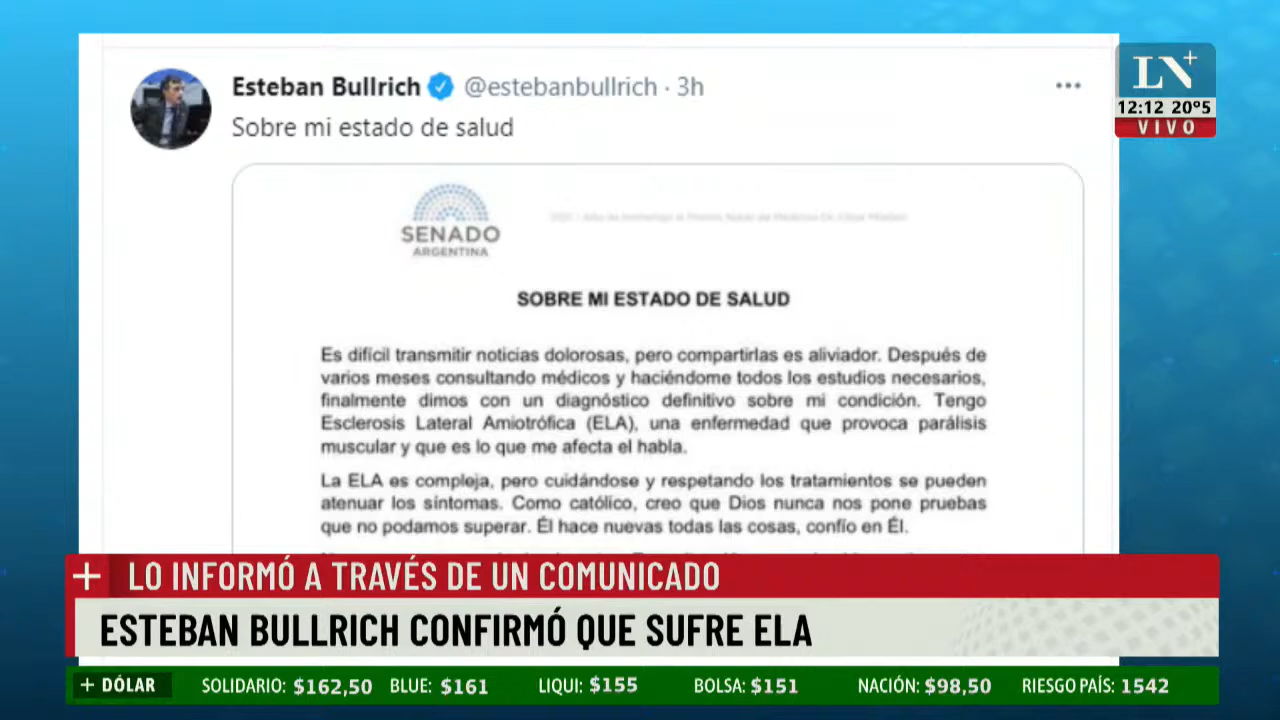 Esteban Bullrich @estebanbullrich · 3h
Sobre mi estado de salud
LN+
12:12 20°5
VIVO
SENADO
ARGENTINA
SOBRE MI ESTADO DE SALUD
Es difícil transmitir noticias dolorosas, pero compartirlas es aliviador. Después de
varios meses consultando médicos y haciéndome todos los estudios necesarios,
finalmente dimos con un diagnóstico definitivo sobre mi condición. Tengo
Esclerosis Lateral Amiotrófica (ELA), una enfermedad que provoca parálisis
muscular y que es lo que me afecta el habla.
La ELA es compleja, pero cuidándose y respetando los tratamientos se pueden
atenuar los síntomas. Como católico, creo que Dios nunca nos pone pruebas
que no podamos superar. Él hace nuevas todas las cosas, confío en Él.
+ LO INFORMÓ A TRAVÉS DE UN COMUNICADO
ESTEBAN BULLRICH CONFIRMÓ QUE SUFRE ELA
+ DÓLAR SOLIDARIO: $162,50 BLUE: $161 LIQUI: $155 BOLSA: $151 NACIÓN: $98,50 RIESGO PAÍS: 1542